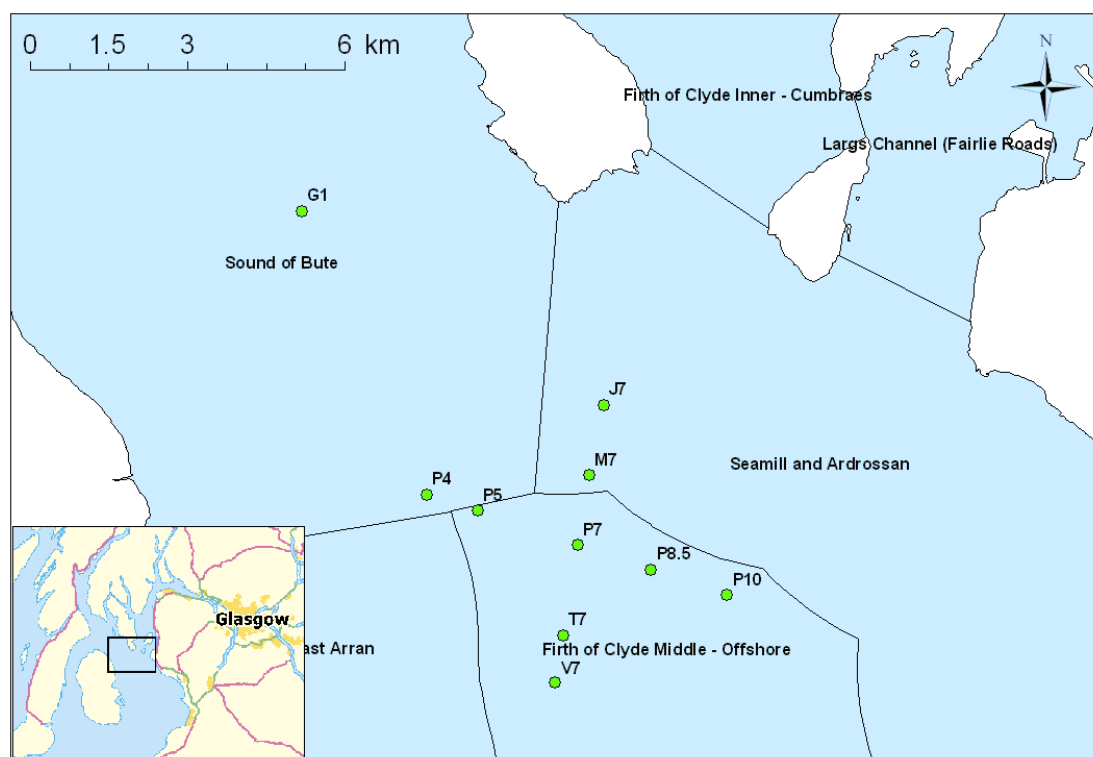 0 1.5 3 6 km
N
Firth of Clyde Inner - Cumbraes
Largs Channel (Fairlie Roads)
G1
Sound of Bute
J7
Seamill and Ardrossan
M7
P4
P5
P7
P8.5
P10
T7
Firth of Clyde Middle - Offshore
V7
Glasgow
Arran